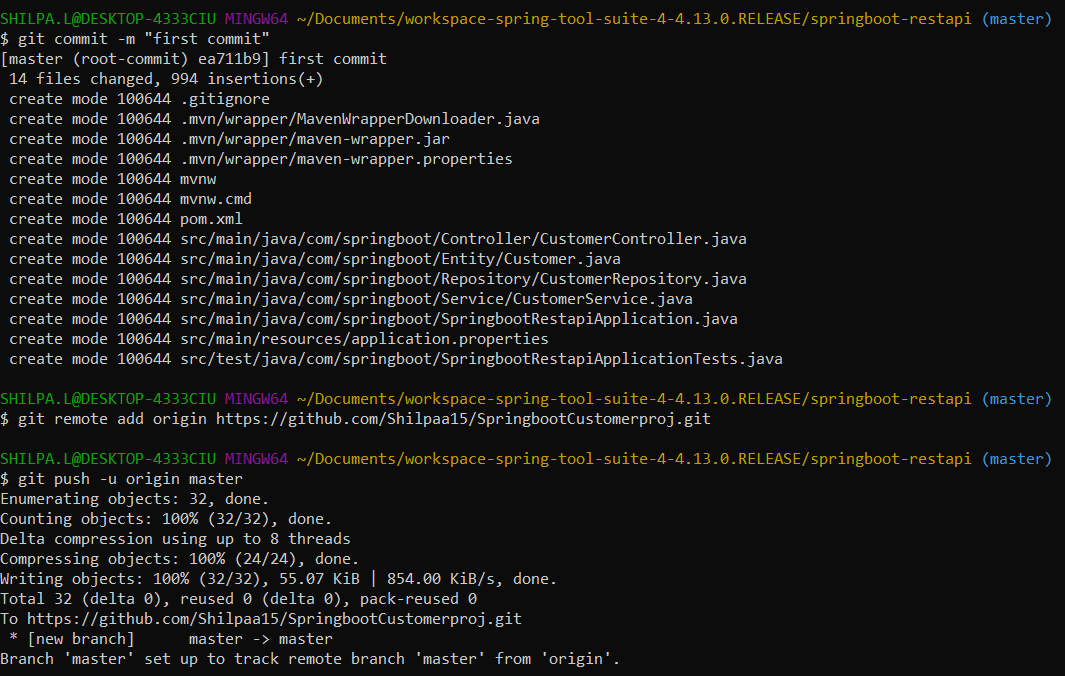 SHILPA.L@DESKTOP-4333CIU MINGW64 ~/Documents/workspace-spring-tool-suite-4-4.13.0.RELEASE/springboot-restapi (master)
$ git commit -m "first commit"
[master (root-commit) ea711b9] first commit
 14 files changed, 994 insertions(+)
 create mode 100644 .gitignore
 create mode 100644 .mvn/wrapper/MavenWrapperDownloader.java
 create mode 100644 .mvn/wrapper/maven-wrapper.jar
 create mode 100644 .mvn/wrapper/maven-wrapper.properties
 create mode 100644 mvnw
 create mode 100644 mvnw.cmd
 create mode 100644 pom.xml
 create mode 100644 src/main/java/com/springboot/Controller/CustomerController.java
 create mode 100644 src/main/java/com/springboot/Entity/Customer.java
 create mode 100644 src/main/java/com/springboot/Repository/CustomerRepository.java
 create mode 100644 src/main/java/com/springboot/Service/CustomerService.java
 create mode 100644 src/main/java/com/springboot/SpringbootRestapiApplication.java
 create mode 100644 src/main/resources/application.properties
 create mode 100644 src/test/java/com/springboot/SpringbootRestapiApplicationTests.java
SHILPA.L@DESKTOP-4333CIU MINGW64 ~/Documents/workspace-spring-tool-suite-4-4.13.0.RELEASE/springboot-restapi (master)
$ git remote add origin https://github.com/Shilpaa15/SpringbootCustomerproj.git
SHILPA.L@DESKTOP-4333CIU MINGW64 ~/Documents/workspace-spring-tool-suite-4-4.13.0.RELEASE/springboot-restapi (master)
$ git push -u origin master
Enumerating objects: 32, done.
Counting objects: 100% (32/32), done.
Delta compression using up to 8 threads
Compressing objects: 100% (24/24), done.
Writing objects: 100% (32/32), 55.07 KiB | 854.00 KiB/s, done.
Total 32 (delta 0), reused 0 (delta 0), pack-reused 0
To https://github.com/Shilpaa15/SpringbootCustomerproj.git
 * [new branch]      master -> master
Branch 'master' set up to track remote branch 'master' from 'origin'.